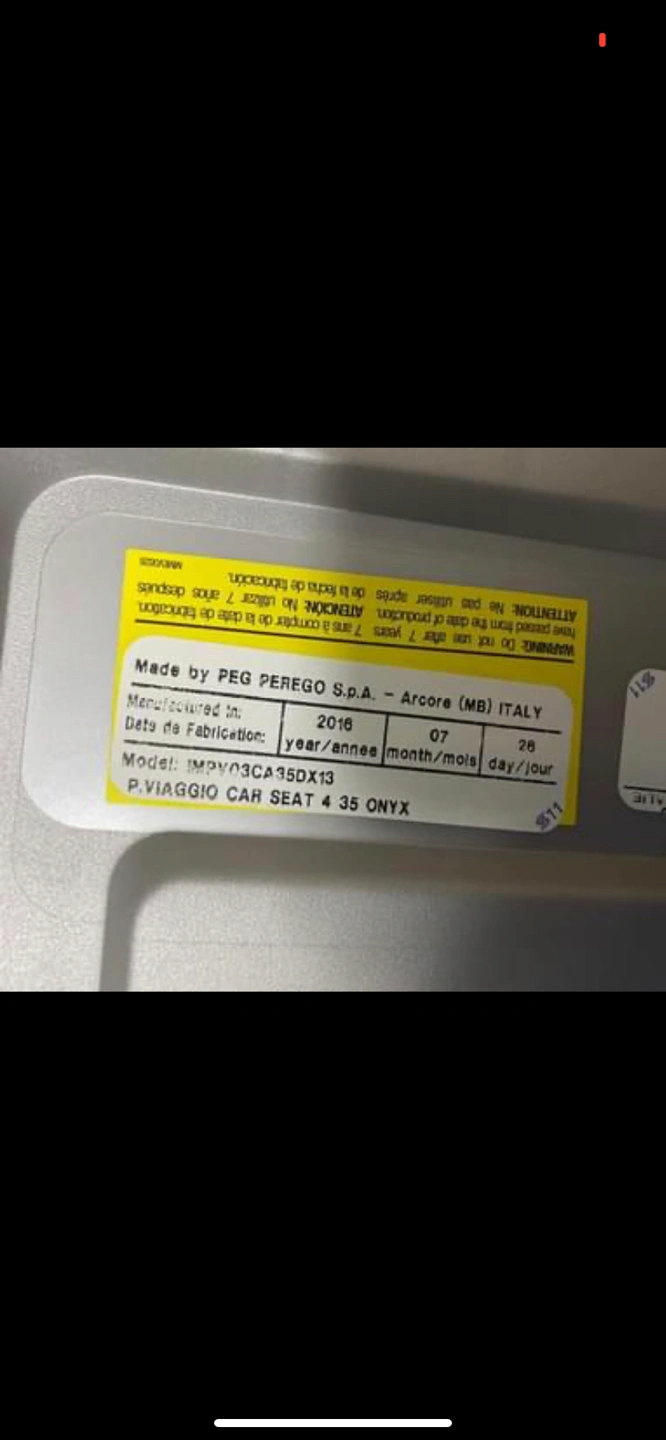 WARNING: Do not use after 7 years
have passed from the date of production.
ATTENTION: Ne pas utiliser après
7 ans à compter de la date de fabrication.
ATENCIÓN: No utilizar 7 años después
de la fecha de fabricación.
Made by PEG PEREGO S.p.A. - Arcore (MB) ITALY
Manufactured in: 2016 07 26
Date de Fabrication: year/annee month/mois day/jour
Model: IMPV03CA35DX13
P.VIAGGIO CAR SEAT 4 35 ONYX
511
511